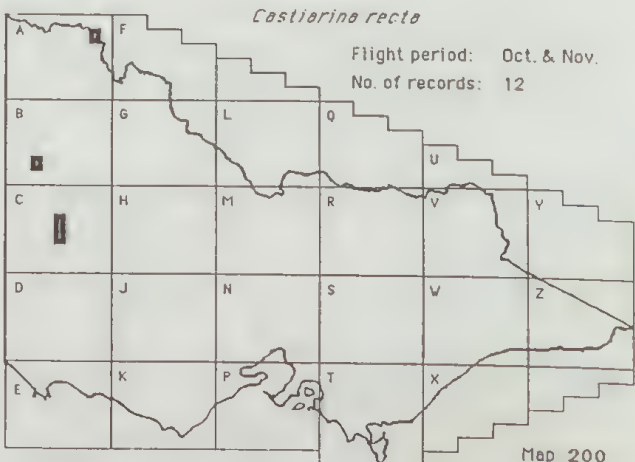 Castiarina recta
Flight period: Oct. & Nov.
No. of records: 12
A
F
B
G
L
Q
U
C
H
M
R
V
Y
D
J
N
S
W
Z
E
K
P
T
X
Map 200